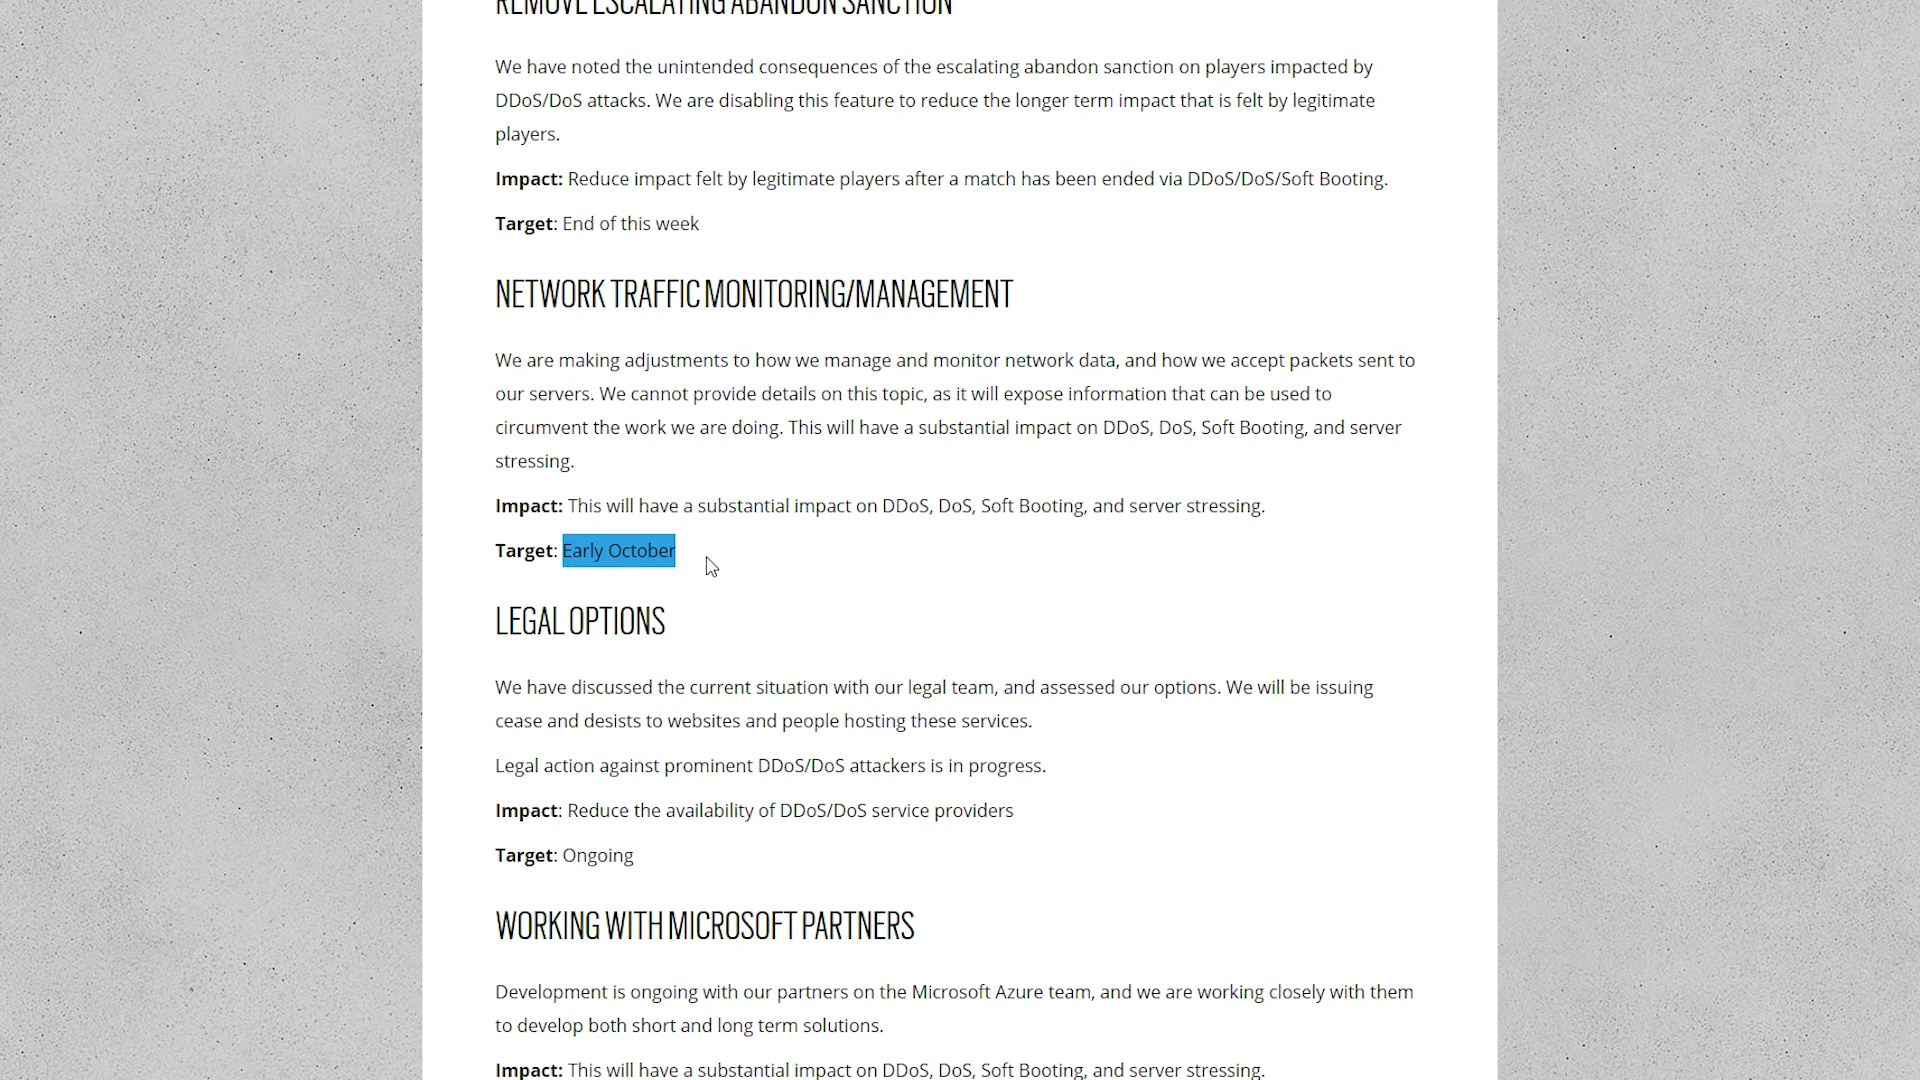 REMOVE ESCALATING ABANDON SANCTION
We have noted the unintended consequences of the escalating abandon sanction on players impacted by
DDoS/DoS attacks. We are disabling this feature to reduce the longer term impact that is felt by legitimate
players.
Impact: Reduce impact felt by legitimate players after a match has been ended via DDoS/DoS/Soft Booting.
Target: End of this week
NETWORK TRAFFIC MONITORING/MANAGEMENT
We are making adjustments to how we manage and monitor network data, and how we accept packets sent to
our servers. We cannot provide details on this topic, as it will expose information that can be used to
circumvent the work we are doing. This will have a substantial impact on DDoS, DoS, Soft Booting, and server
stressing.
Impact: This will have a substantial impact on DDoS, DoS, Soft Booting, and server stressing.
Target: Early October
LEGAL OPTIONS
We have discussed the current situation with our legal team, and assessed our options. We will be issuing
cease and desists to websites and people hosting these services.
Legal action against prominent DDoS/DoS attackers is in progress.
Impact: Reduce the availability of DDoS/DoS service providers
Target: Ongoing
WORKING WITH MICROSOFT PARTNERS
Development is ongoing with our partners on the Microsoft Azure team, and we are working closely with them
to develop both short and long term solutions.
Impact: This will have a substantial impact on DDoS, DoS, Soft Booting, and server stressing.